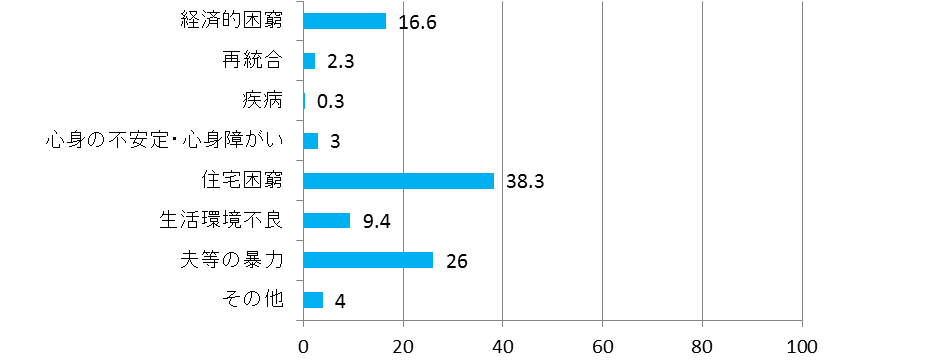 経済的困窮 16.6
再統合 2.3
疾病 0.3
心身の不安定・心身障がい 3
住宅困窮 38.3
生活環境不良 9.4
夫等の暴力 26
その他 4
0 20 40 60 80 100